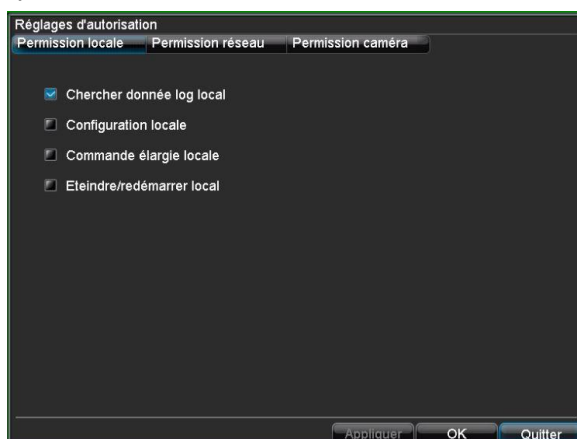 Réglages d'autorisation
Permission locale Permission réseau Permission caméra
Chercher donnée log local
Configuration locale
Commande élargie locale
Eteindre/redémarrer local
Appliquer OK Quitter